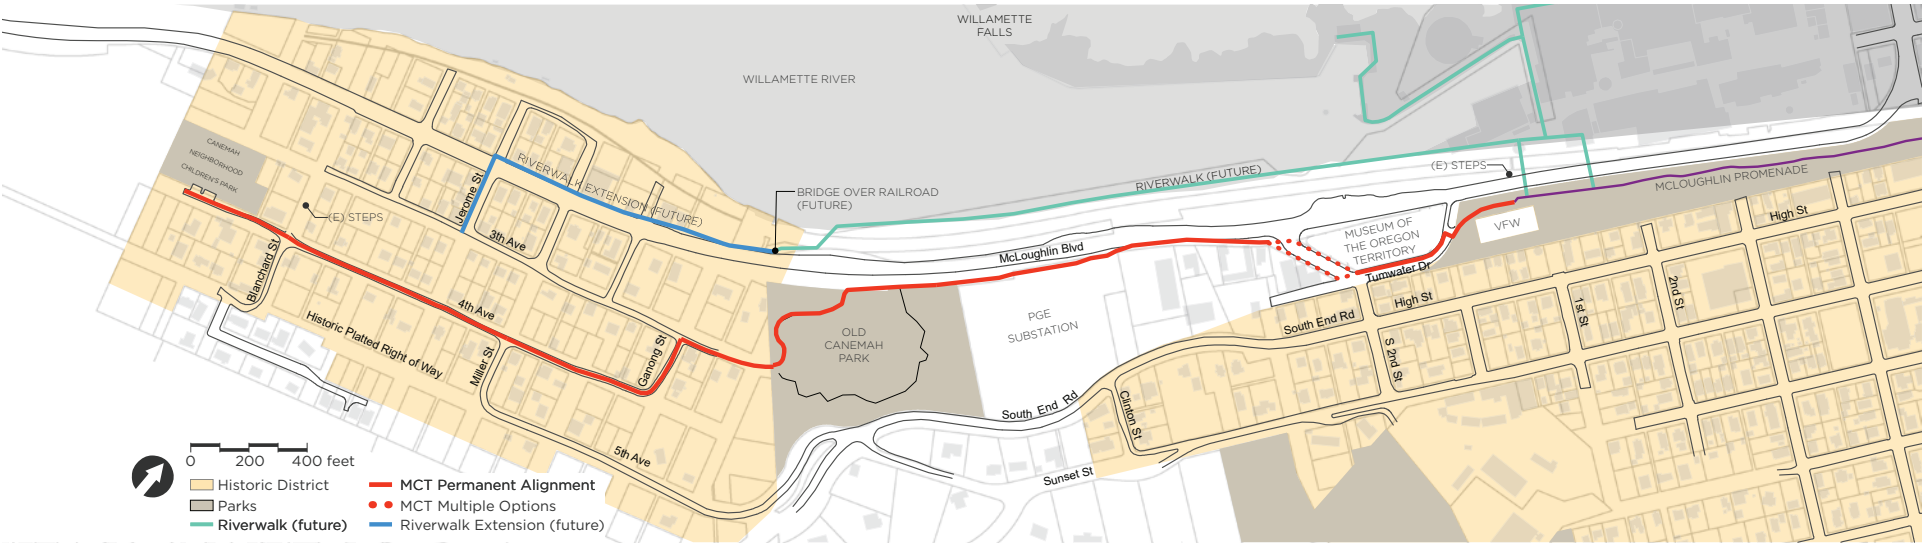 WILLAMETTE
FALLS
WILLAMETTE RIVER
CANEMAH
NEIGHBORHOOD
CHILDREN'S PARK
(E) STEPS
Jerome St
RIVERWALK EXTENSION (FUTURE)
3th Ave
BRIDGE OVER RAILROAD
(FUTURE)
RIVERWALK (FUTURE)
(E) STEPS
MCLOUGHLIN PROMENADE
McLoughlin Blvd
MUSEUM OF
THE OREGON
TERRITORY
VFW
Tumwater Dr
High St
High St
2nd St
1st St
South End Rd
S 2nd St
Blanchard St
4th Ave
Historic Platted Right of Way
Miller St
Ganong St
5th Ave
OLD
CANEMAH
PARK
PGE
SUBSTATION
South End Rd
Clinton St
Sunset St
0 200 400 feet
Historic District
Parks
Riverwalk (future)
MCT Permanent Alignment
MCT Multiple Options
Riverwalk Extension (future)